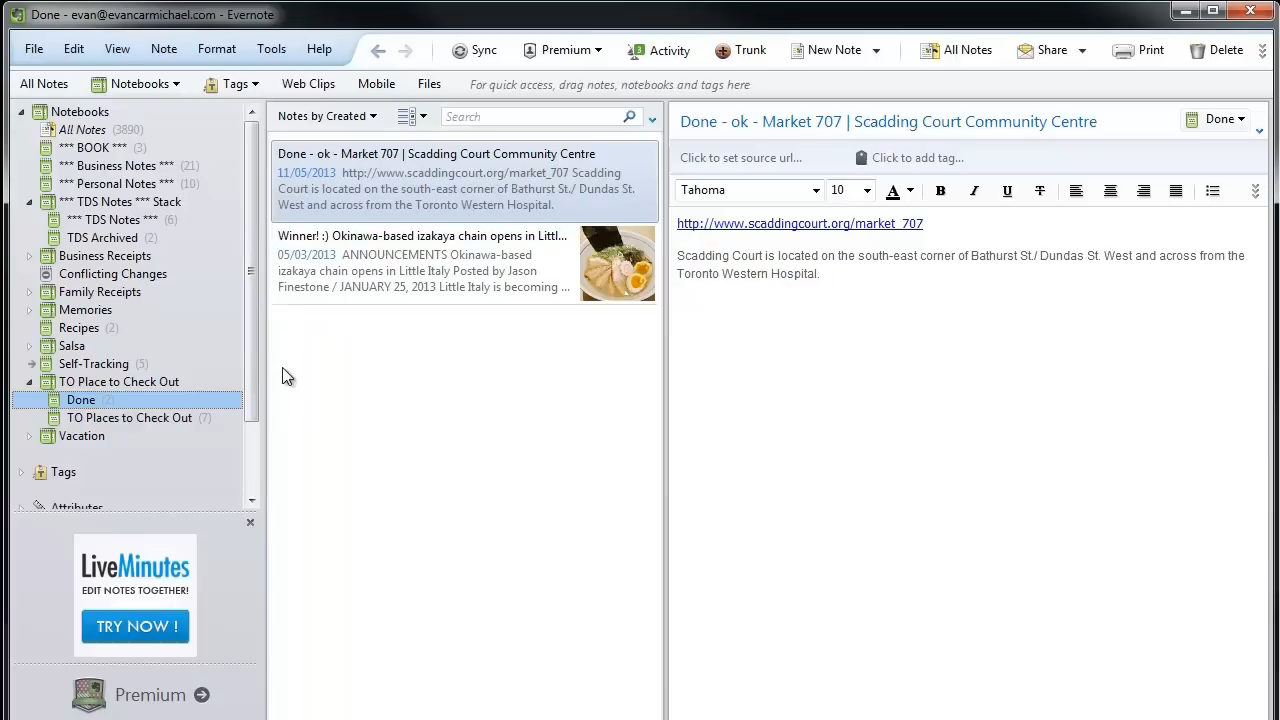 Done - evan@evancarmichael.com - Evernote
File Edit View Note Format Tools Help
Sync Premium Activity Trunk New Note All Notes Share Print Delete
All Notes Notebooks Tags Web Clips Mobile Files For quick access, drag notes, notebooks and tags here
Notebooks
All Notes (3890)
*** BOOK *** (3)
*** Business Notes *** (21)
*** Personal Notes *** (10)
*** TDS Notes *** Stack
*** TDS Notes *** (6)
TDS Archived (2)
Business Receipts
Conflicting Changes
Family Receipts
Memories
Recipes (2)
Salsa
Self-Tracking (5)
TO Place to Check Out
Done (2)
TO Places to Check Out (7)
Vacation
Tags
Attributes
LiveMinutes
EDIT NOTES TOGETHER!
TRY NOW !
Premium
Notes by Created
Search
Done - ok - Market 707 | Scadding Court Community Centre
11/05/2013 http://www.scaddingcourt.org/market_707 Scadding
Court is located on the south-east corner of Bathurst St./ Dundas St.
West and across from the Toronto Western Hospital.
Winner! :) Okinawa-based izakaya chain opens in Littl...
05/03/2013 ANNOUNCEMENTS Okinawa-based
izakaya chain opens in Little Italy Posted by Jason
Finestone / JANUARY 25, 2013 Little Italy is becoming ...
Done - ok - Market 707 | Scadding Court Community Centre
Done
Click to set source url...
Click to add tag...
Tahoma 10 A B I U T
http://www.scaddingcourt.org/market_707
Scadding Court is located on the south-east corner of Bathurst St./ Dundas St. West and across from the
Toronto Western Hospital.